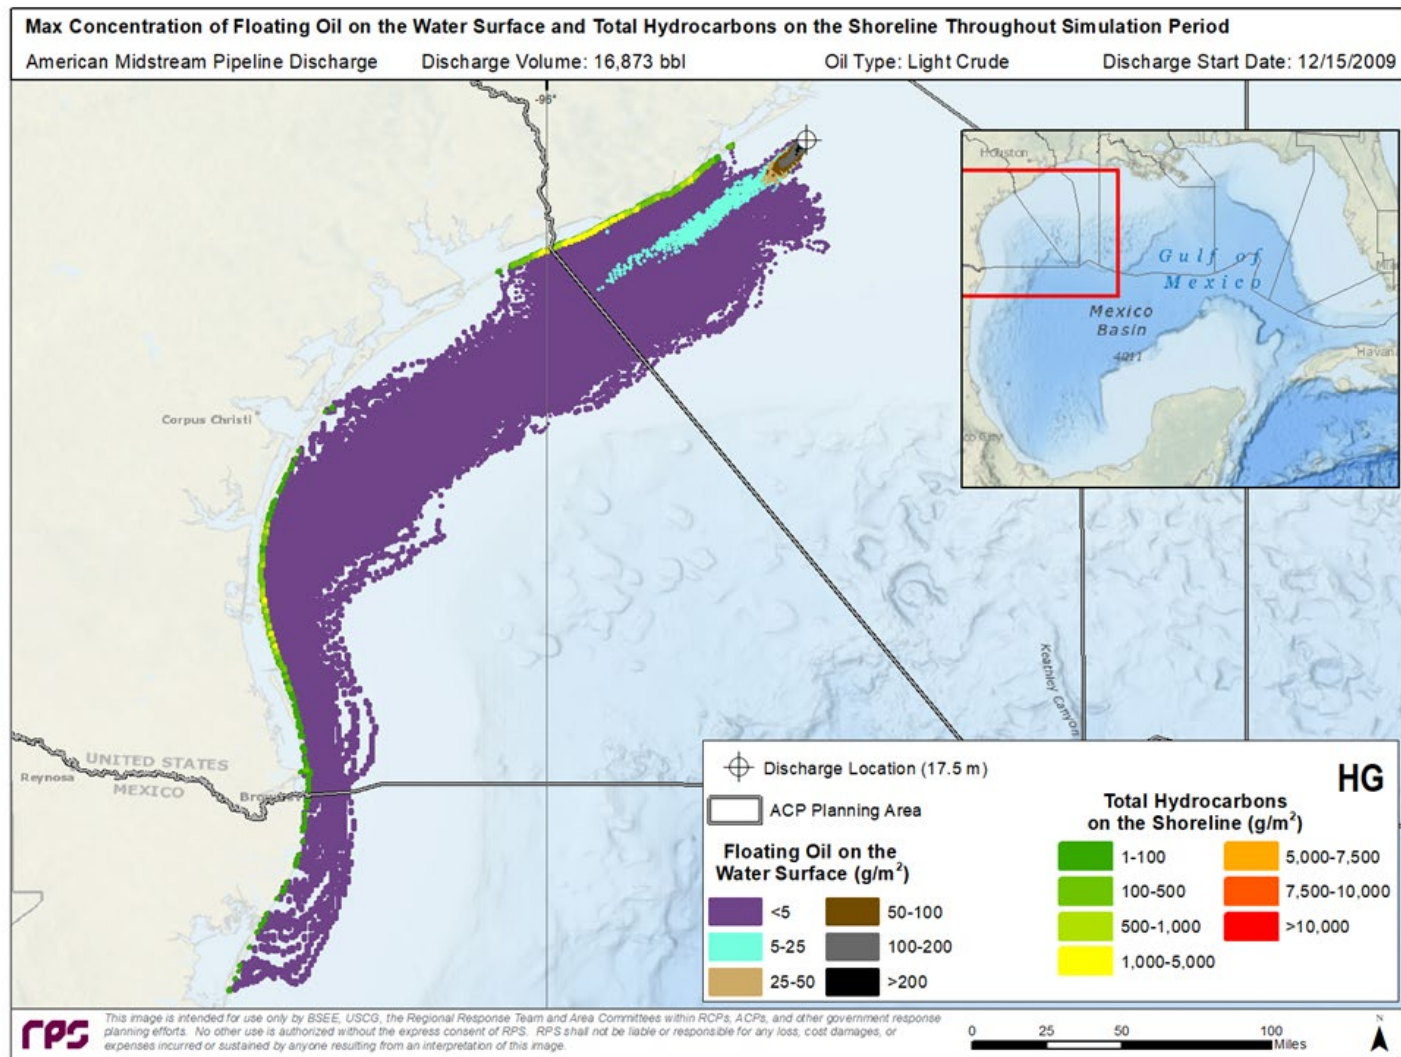 Max Concentration of Floating Oil on the Water Surface and Total Hydrocarbons on the Shoreline Throughout Simulation Period
American Midstream Pipeline Discharge Discharge Volume: 16,873 bbl Oil Type: Light Crude Discharge Start Date: 12/15/2009
-96°
Houston
Gulf of
Mexico
Mexico
Basin
4011
Havana
Corpus Christi
Keathley Canyon
UNITED STATES
Reynosa
MEXICO
Discharge Location (17.5 m)
ACP Planning Area
HG
Floating Oil on the
Water Surface (g/m²)
<5
50-100
5-25
100-200
25-50
>200
Total Hydrocarbons
on the Shoreline (g/m²)
1-100
5,000-7,500
100-500
7,500-10,000
500-1,000
>10,000
1,000-5,000
rps
This image is intended for use only by BSEE, USCG, the Regional Response Team and Area Committees within RCPs, ACPs, and other government response
planning efforts. No other use is authorized without the express consent of RPS. RPS shall not be liable or responsible for any loss, cost damages, or
expenses incurred or sustained by anyone resulting from an interpretation of this image.
0 25 50 100
Miles
N